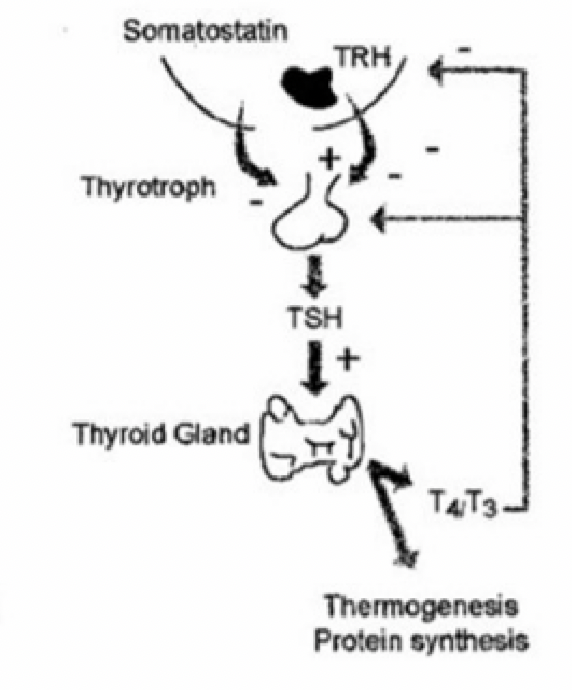 Somatostatin
TRH
-
+
-
-
Thyrotroph
-
TSH
+
Thyroid Gland
T4/T3
Thermogenesis
Protein synthesis